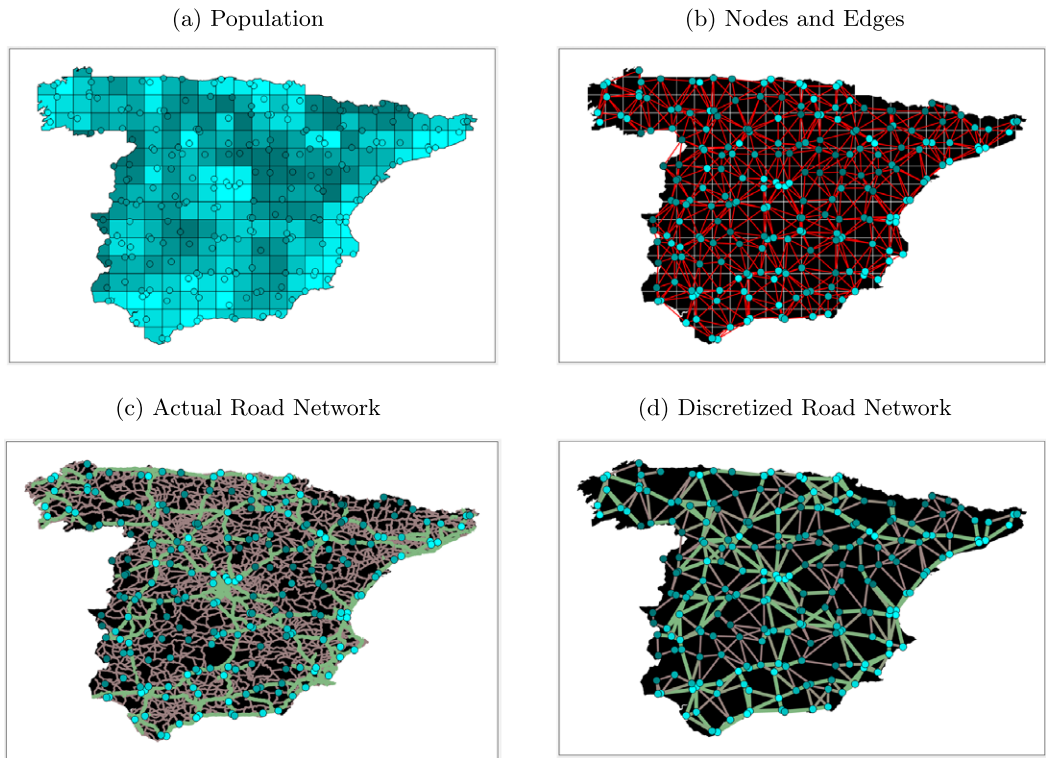 (a) Population
(b) Nodes and Edges
(c) Actual Road Network
(d) Discretized Road Network